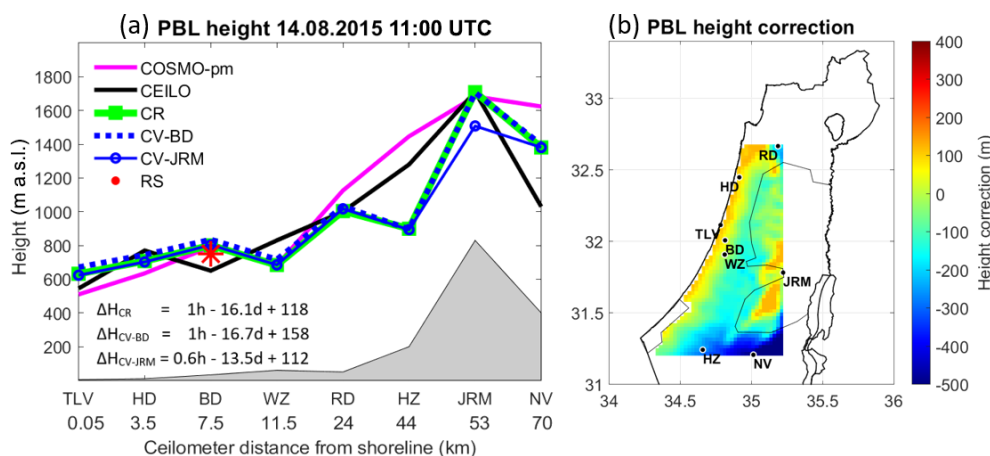 (a) PBL height 14.08.2015 11:00 UTC
Height (m a.s.l.)
1800
1600
1400
1200
1000
800
600
400
200
COSMO-pm
CEILO
CR
CV-BD
CV-JRM
RS
ΔHCR = 1h - 16.1d + 118
ΔHCV-BD = 1h - 16.7d + 158
ΔHCV-JRM = 0.6h - 13.5d + 112
TLV HD BD WZ RD HZ JRM NV
0.05 3.5 7.5 11.5 24 44 53 70
Ceilometer distance from shoreline (km)
(b) PBL height correction
33
32.5
32
31.5
31
34 34.5 35 35.5 36
RD
HD
TLV
BD
WZ
JRM
HZ
NV
400
300
200
100
0
-100
-200
-300
-400
-500
Height correction (m)